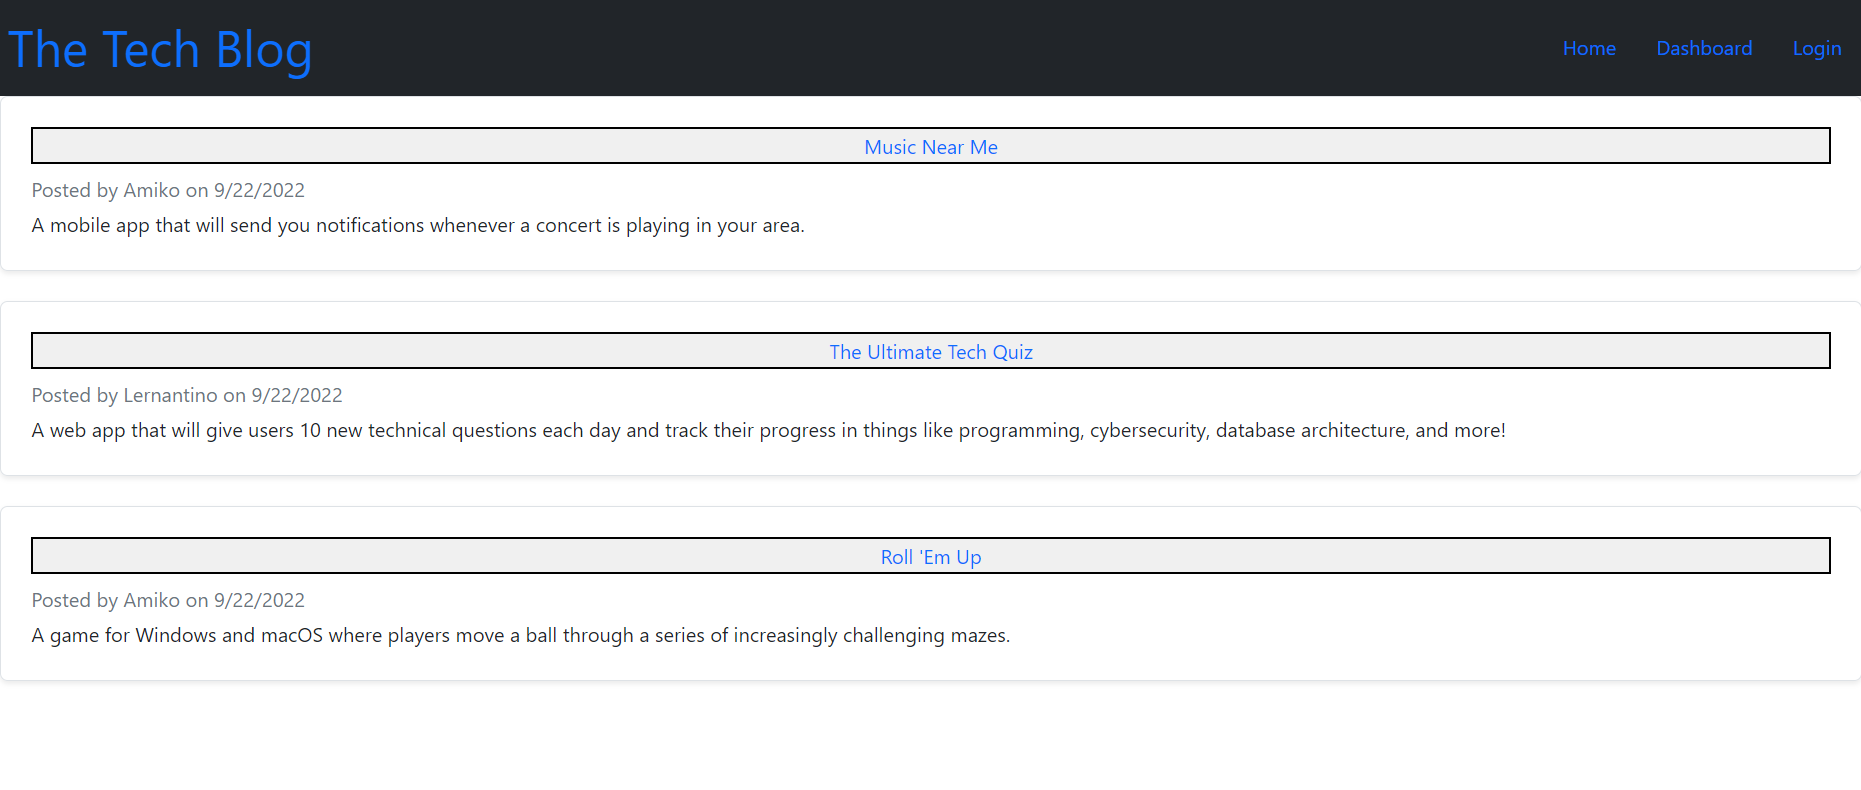 The Tech Blog
Home Dashboard Login
Music Near Me
Posted by Amiko on 9/22/2022
A mobile app that will send you notifications whenever a concert is playing in your area.
The Ultimate Tech Quiz
Posted by Lernantino on 9/22/2022
A web app that will give users 10 new technical questions each day and track their progress in things like programming, cybersecurity, database architecture, and more!
Roll 'Em Up
Posted by Amiko on 9/22/2022
A game for Windows and macOS where players move a ball through a series of increasingly challenging mazes.